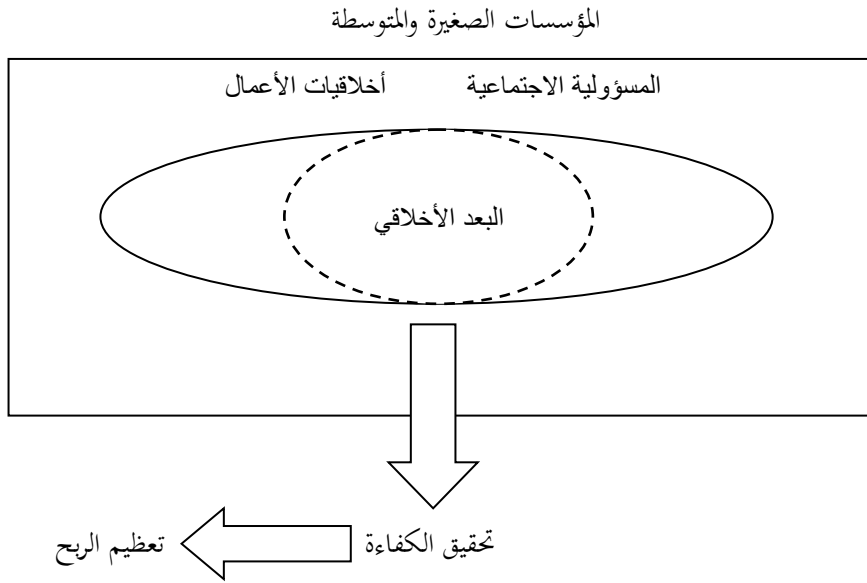 المؤسسات الصغيرة والمتوسطة
المسؤولية الاجتماعية
أخلاقيات الأعمال
البعد الأخلاقي
تحقيق الكفاءة
تعظيم الربح